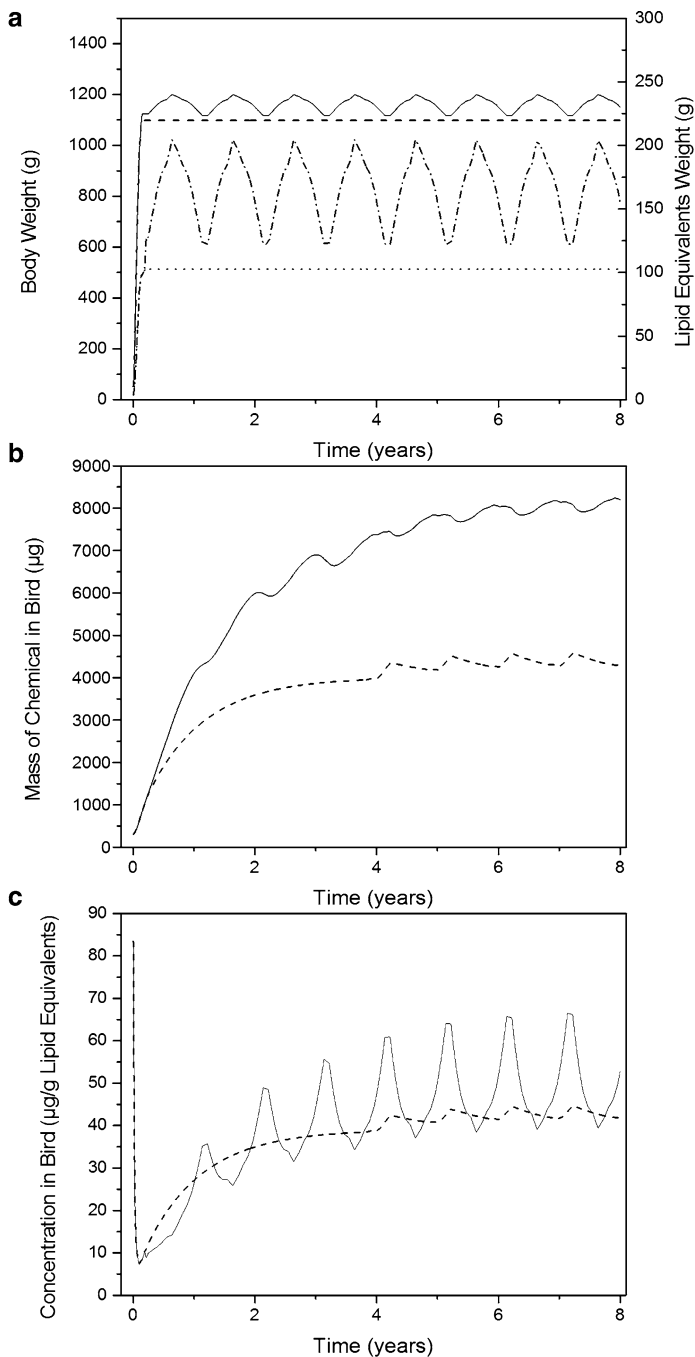 a
Body Weight (g)
1400
1200
1000
800
600
400
200
0
300
250
200
150
100
50
0
Lipid Equivalents Weight (g)
0 2 4 6 8
Time (years)
b
Mass of Chemical in Bird (µg)
9000
8000
7000
6000
5000
4000
3000
2000
1000
0
0 2 4 6 8
Time (years)
c
Concentration in Bird (µg/g Lipid Equivalents)
90
80
70
60
50
40
30
20
10
0
0 2 4 6 8
Time (years)